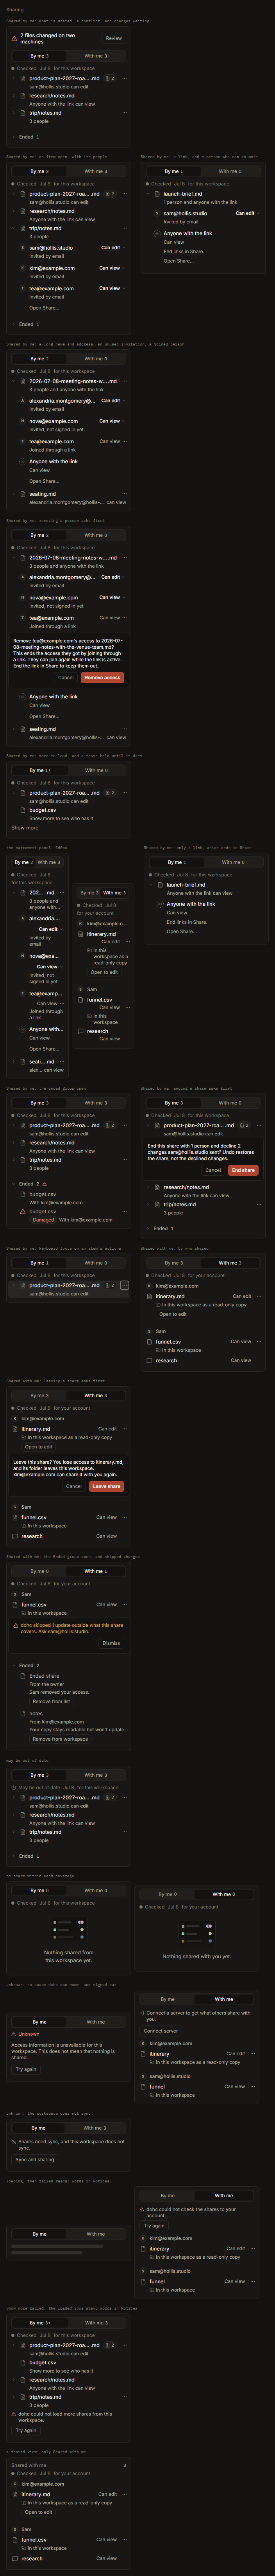 Sharing
Shared by me: what is shared, a conflict, and changes waiting
2 files changed on two
machines
Review
By me 3
With me 3
Checked Jul 8 for this workspace
product-plan-2027-roa... .md
2
sam@hollis.studio can edit
research/notes.md
Anyone with the link can view
trip/notes.md
3 people
Ended 1
Shared by me: an item open, with its people
By me 3
With me 3
Checked Jul 8 for this workspace
product-plan-2027-roa... .md
2
sam@hollis.studio can edit
research/notes.md
Anyone with the link can view
trip/notes.md
3 people
sam@hollis.studio
Can edit
Invited by email
kim@example.com
Can view
Invited by email
tea@example.com
Can view
Invited by email
Open Share...
Ended 1
Shared by me: a link, and a person who can do more
By me 1
With me 0
Checked Jul 8 for this workspace
launch-brief.md
1 person and anyone with the link
sam@hollis.studio
Can edit
Invited by email
Anyone with the link
Can view
End links in Share.
Open Share...
Shared by me: a long name and address, an unused invitation, a joined person
By me 2
With me 0
Checked Jul 8 for this workspace
2026-07-08-meeting-notes-w... .md
3 people and anyone with the link
alexandria.montgomery@...
Can edit
Invited by email
nova@example.com
Can view
Invited, not signed in yet
tea@example.com
Can view
Joined through a link
Anyone with the link
Can view
Open Share...
seating.md
alexandria.montgomery@hollis-...
can view
Shared by me: removing a person asks first
By me 2
With me 0
Checked Jul 8 for this workspace
2026-07-08-meeting-notes-w... .md
3 people and anyone with the link
alexandria.montgomery@...
Can edit
Invited by email
nova@example.com
Can view
Invited, not signed in yet
tea@example.com
Can view
Joined through a link
Remove tea@example.com's access to 2026-07-
08-meeting-notes-with-the-venue-team.md?
This ends the access they got by joining through
a link. They can join again while the link is active.
End the link in Share to keep them out.
Cancel
Remove access
Anyone with the link
Can view
Open Share...
seating.md
alexandria.montgomery@hollis-...
can view
Shared by me: more to load, and a share held until it does
By me 1+
With me 0
Checked Jul 8 for this workspace
product-plan-2027-roa... .md
2
sam@hollis.studio can edit
budget.csv
Show more to see who has it
Show more
By me 2
With me 3
Checked Jul 8
for this workspace
202... .md
3 people and
anyone with...
alexandria....
Can edit
Invited by
email
nova@exa...
Can view
Invited, not
signed in yet
tea@examp...
Can view
Joined through
a link
Anyone with...
Can view
Open Share...
seati....md
alex... can view
By me 3
With me 3
Checked Jul 8
for your account
kim@example.c...
itinerary.md
Can edit
In this
workspace as a
read-only copy
Open to edit
Sam
funnel.csv
Can view
In this
workspace
research
Can view
Shared by me: only a link, which ends in Share
By me 1
With me 0
Checked Jul 8 for this workspace
launch-brief.md
Anyone with the link can view
Anyone with the link
Can view
End links in Share.
Open Share...
Shared by me: the Ended group open
By me 3
With me 3
Checked Jul 8 for this workspace
product-plan-2027-roa... .md
2
sam@hollis.studio can edit
research/notes.md
Anyone with the link can view
trip/notes.md
3 people
Ended 2
budget.csv
With kim@example.com
budget.csv
Damaged
With kim@example.com
Shared by me: ending a share asks first
By me 3
With me 3
Checked Jul 8 for this workspace
product-plan-2027-roa... .md
2
sam@hollis.studio can edit
End this share with 1 person and decline 2
changes sam@hollis.studio sent? Undo restores
the share, not the declined changes.
Cancel
End share
research/notes.md
Anyone with the link can view
trip/notes.md
3 people
Ended 1
Shared by me: keyboard focus on an item's actions
By me 1
With me 0
Checked Jul 8 for this workspace
product-plan-2027-roa... .md
2
sam@hollis.studio can edit
Shared with me: by who shared
By me 3
With me 3
Checked Jul 8 for your account
kim@example.com
itinerary.md
Can edit
In this workspace as a read-only copy
Open to edit
Sam
funnel.csv
Can view
In this workspace
research
Can view
Shared with me: leaving a share asks first
By me 3
With me 3
Checked Jul 8 for your account
kim@example.com
itinerary.md
Can edit
In this workspace as a read-only copy
Open to edit
Leave this share? You lose access to itinerary.md,
and its folder leaves this workspace.
kim@example.com can share it with you again.
Cancel
Leave share
Sam
funnel.csv
Can view
In this workspace
research
Can view
Shared with me: the Ended group open, and skipped changes
By me 0
With me 1
Checked Jul 8 for your account
Sam
funnel.csv
Can view
In this workspace
dohc skipped 1 update outside what this share
covers. Ask sam@hollis.studio.
Dismiss
Ended 2
Ended share
From the owner
Sam removed your access.
Remove from list
notes
From kim@example.com
Your copy stays readable but won't update.
Remove from workspace
may be out of date
By me 3
With me 3
May be out of date Jul 8 for this workspace
product-plan-2027-roa... .md
2
sam@hollis.studio can edit
research/notes.md
Anyone with the link can view
trip/notes.md
3 people
Ended 1
no share within each coverage
By me 0
With me 0
Checked Jul 8 for this workspace
Nothing shared from
this workspace yet.
By me 0
With me 0
Checked Jul 8 for your account
Nothing shared with you yet.
unknown: no cause dohc can name, and signed out
By me
With me
Unknown
Access information is unavailable for this
workspace. This does not mean that nothing is
shared.
Try again
By me
With me
Connect a server to get what others share with
you.
Connect server
kim@example.com
itinerary
Can edit
In this workspace as a read-only copy
sam@hollis.studio
funnel
Can view
In this workspace
unknown: the workspace does not sync
By me
With me 3
Shares need sync, and this workspace does not
sync.
Sync and sharing
loading, then failed reads: words in Notices
By me
With me
By me
With me
dohc could not check the shares to your
account.
Try again
kim@example.com
itinerary
Can edit
In this workspace as a read-only copy
sam@hollis.studio
funnel
Can view
In this workspace
Show more failed: the loaded rows stay, words in Notices
By me 3+
With me 3
Checked Jul 8 for this workspace
product-plan-2027-roa... .md
2
sam@hollis.studio can edit
budget.csv
Show more to see who has it
research/notes.md
Anyone with the link can view
trip/notes.md
3 people
dohc could not load more shares from this
workspace.
Try again
a shared view: only Shared with me
Shared with me
3
Checked Jul 8 for your account
kim@example.com
itinerary.md
Can edit
In this workspace as a read-only copy
Open to edit
Sam
funnel.csv
Can view
In this workspace
research
Can view